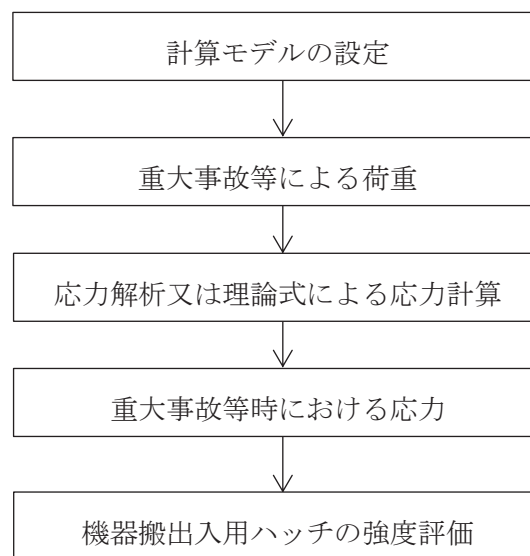 計算モデルの設定
重大事故等による荷重
応力解析又は理論式による応力計算
重大事故等時における応力
機器搬出入用ハッチの強度評価